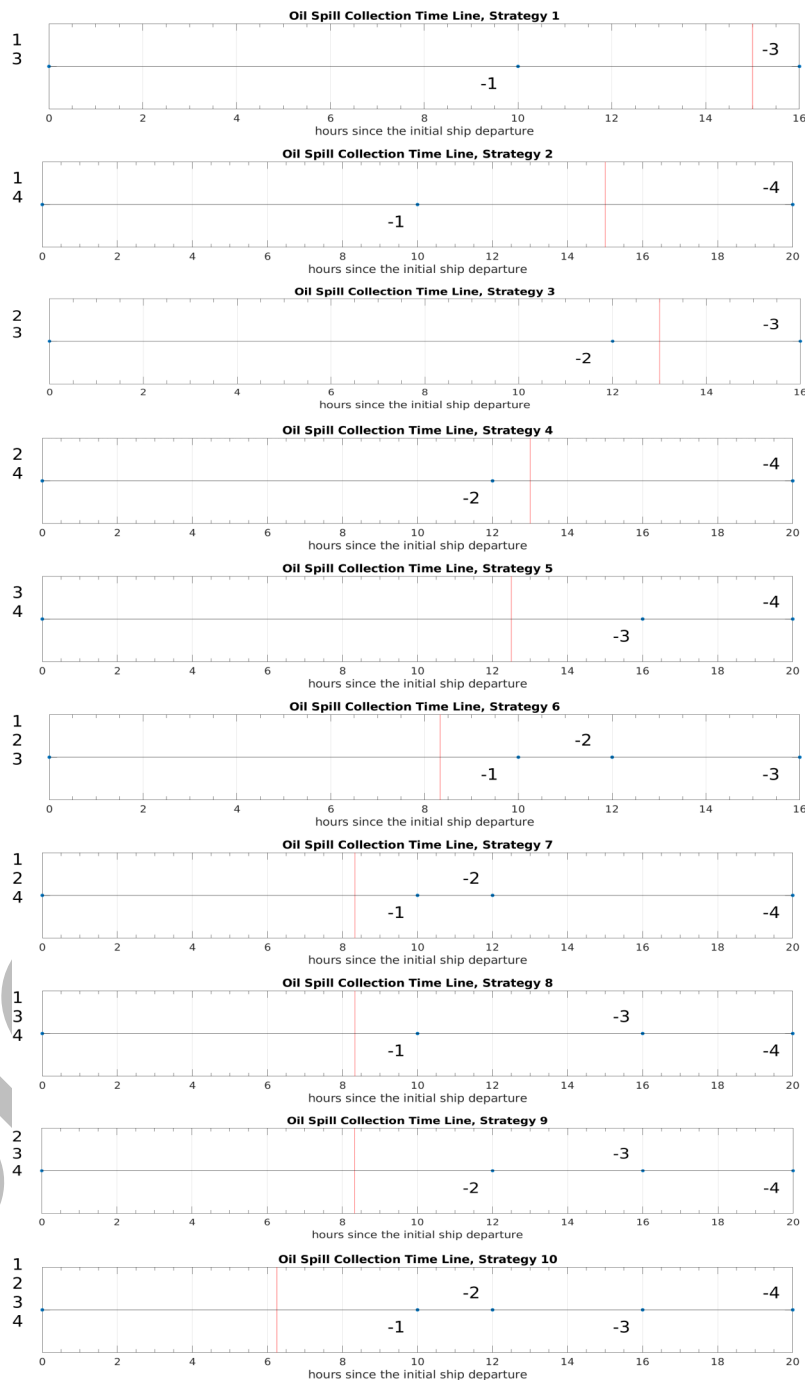 Oil Spill Collection Time Line, Strategy 1
1
3
-3
-1
0 2 4 6 8 10 12 14 16
hours since the initial ship departure
Oil Spill Collection Time Line, Strategy 2
1
4
-4
-1
0 2 4 6 8 10 12 14 16 18 20
hours since the initial ship departure
Oil Spill Collection Time Line, Strategy 3
2
3
-3
-2
0 2 4 6 8 10 12 14 16
hours since the initial ship departure
Oil Spill Collection Time Line, Strategy 4
2
4
-4
-2
0 2 4 6 8 10 12 14 16 18 20
hours since the initial ship departure
Oil Spill Collection Time Line, Strategy 5
3
4
-4
-3
0 2 4 6 8 10 12 14 16 18 20
hours since the initial ship departure
Oil Spill Collection Time Line, Strategy 6
1
2
3
-2
-1 -3
0 2 4 6 8 10 12 14 16
hours since the initial ship departure
Oil Spill Collection Time Line, Strategy 7
1
2
4
-2
-1 -4
0 2 4 6 8 10 12 14 16 18 20
hours since the initial ship departure
Oil Spill Collection Time Line, Strategy 8
1
3
4
-3
-1 -4
0 2 4 6 8 10 12 14 16 18 20
hours since the initial ship departure
Oil Spill Collection Time Line, Strategy 9
2
3
4
-3
-2 -4
0 2 4 6 8 10 12 14 16 18 20
hours since the initial ship departure
Oil Spill Collection Time Line, Strategy 10
1
2
3
4
-2 -4
-1 -3
0 2 4 6 8 10 12 14 16 18 20
hours since the initial ship departure